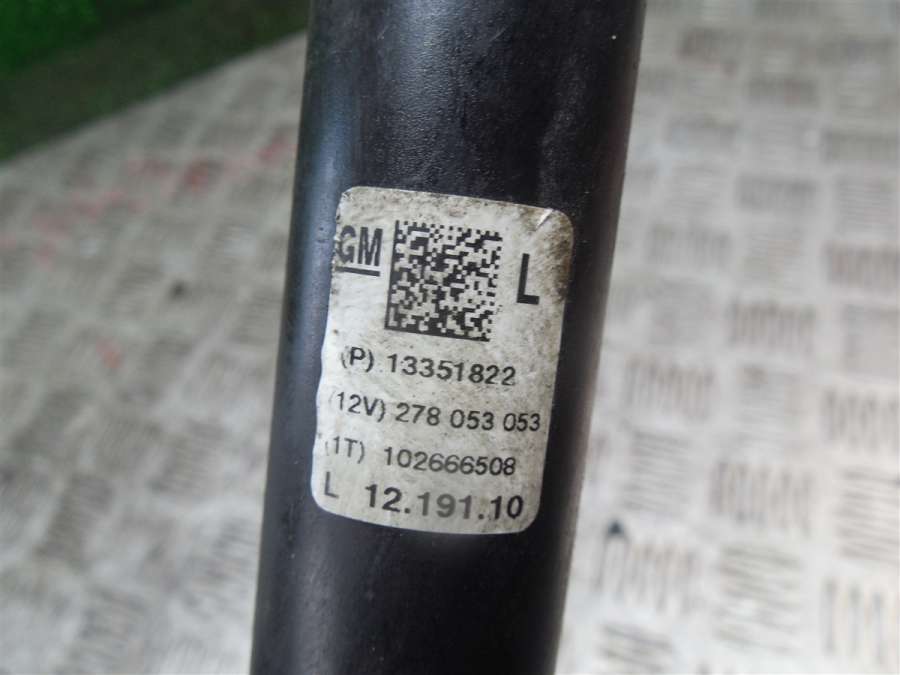 GM L
(P) 13351822
(12V) 278 053 053
(1T) 102666508
L 12.191.10